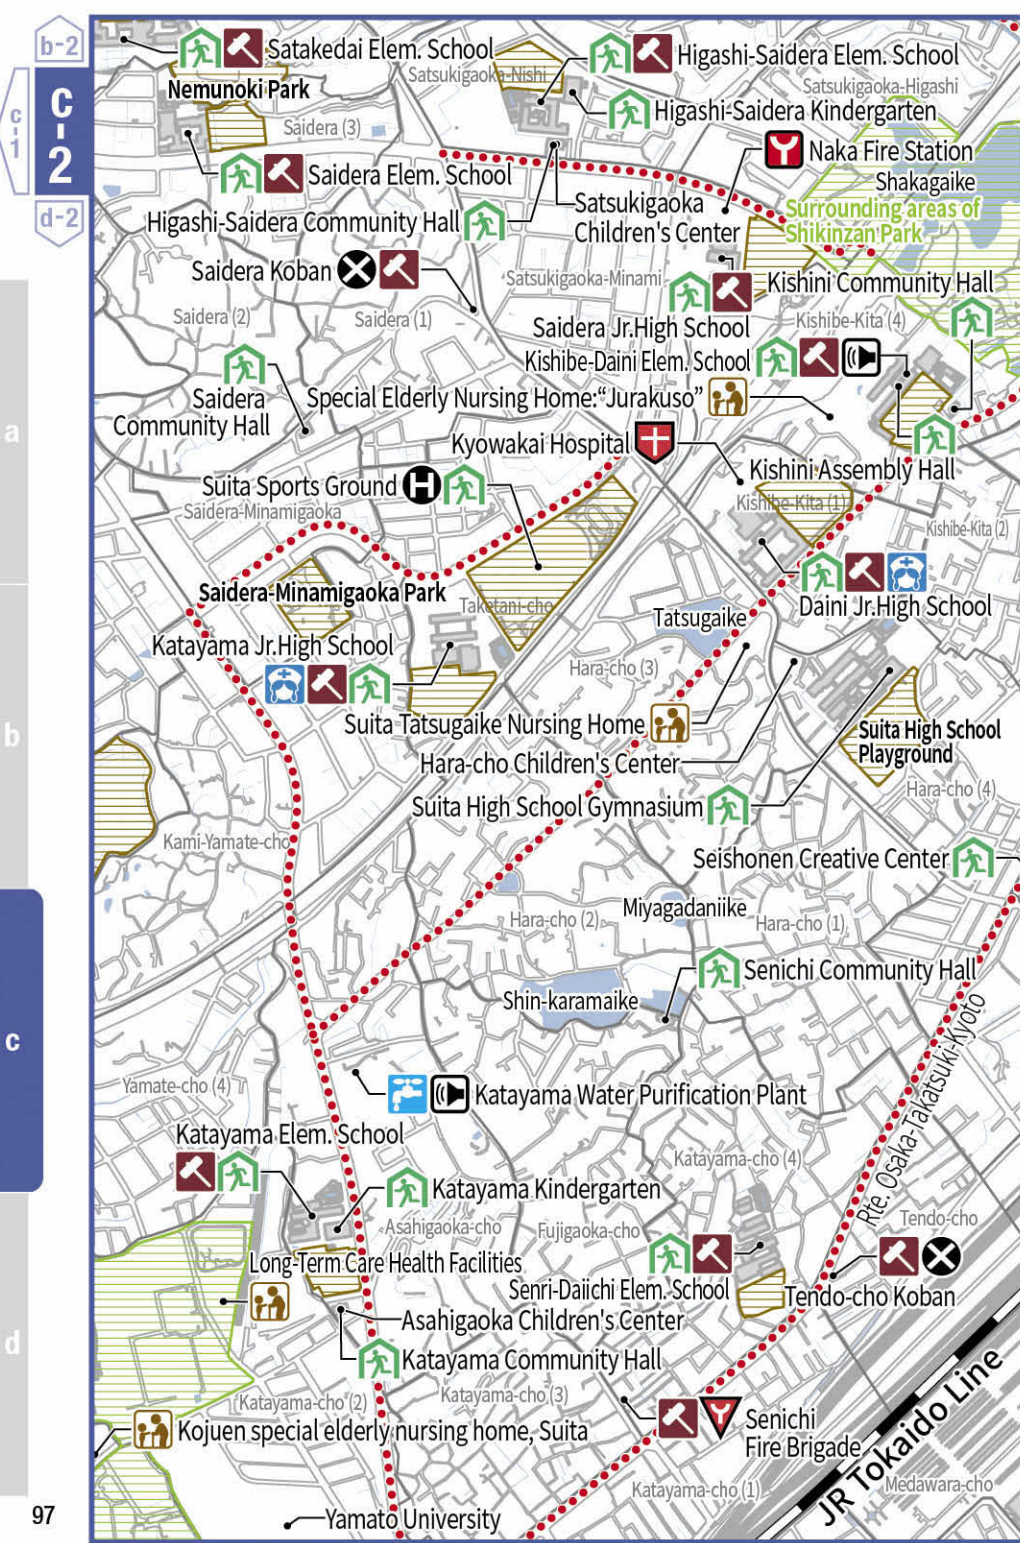 b-2
c-1
c-2
d-2
a
b
c
d
97
Satakedai Elem. School
Nemunoki Park
Satsukigaoka-Nishi
Higashi-Saidera Elem. School
Satsukigaoka-Higashi
Higashi-Saidera Kindergarten
Saidera (3)
Naka Fire Station
Saidera Elem. School
Shakagaike
Satsukigaoka
Children's Center
Surrounding areas of
Shikinzan Park
Higashi-Saidera Community Hall
Saidera Koban
Satsukigaoka-Minami
Kishini Community Hall
Saidera (2)
Saidera (1)
Saidera Jr.High School
Kishibe-Kita (4)
Kishibe-Daini Elem. School
Saidera
Community Hall
Special Elderly Nursing Home:“Jurakuso”
Kyowakai Hospital
Kishini Assembly Hall
Suita Sports Ground
H
Saidera-Minamigaoka
Kishibe-Kita (1)
Kishibe-Kita (2)
Saidera-Minamigaoka Park
Taketani-cho
Daini Jr.High School
Tatsugaike
Katayama Jr.High School
Hara-cho (3)
Suita Tatsugaike Nursing Home
Suita High School
Playground
Hara-cho Children's Center
Hara-cho (4)
Suita High School Gymnasium
Kami-Yamate-cho
Seishonen Creative Center
Miyagadaniike
Hara-cho (2)
Hara-cho (1)
Senichi Community Hall
Shin-karamaike
Rte. Osaka-Takatsuki-Kyoto
Yamate-cho (4)
Katayama Water Purification Plant
Katayama Elem. School
Katayama-cho (4)
Katayama Kindergarten
Asahigaoka-cho
Fujigaoka-cho
Tendo-cho
Long-Term Care Health Facilities
Senri-Daiichi Elem. School
Tendo-cho Koban
Asahigaoka Children's Center
Katayama Community Hall
Katayama-cho (2)
Katayama-cho (3)
Kojuen special elderly nursing home, Suita
Senichi
Fire Brigade
JR Tokaido Line
Katayama-cho (1)
Medawara-cho
Yamato University